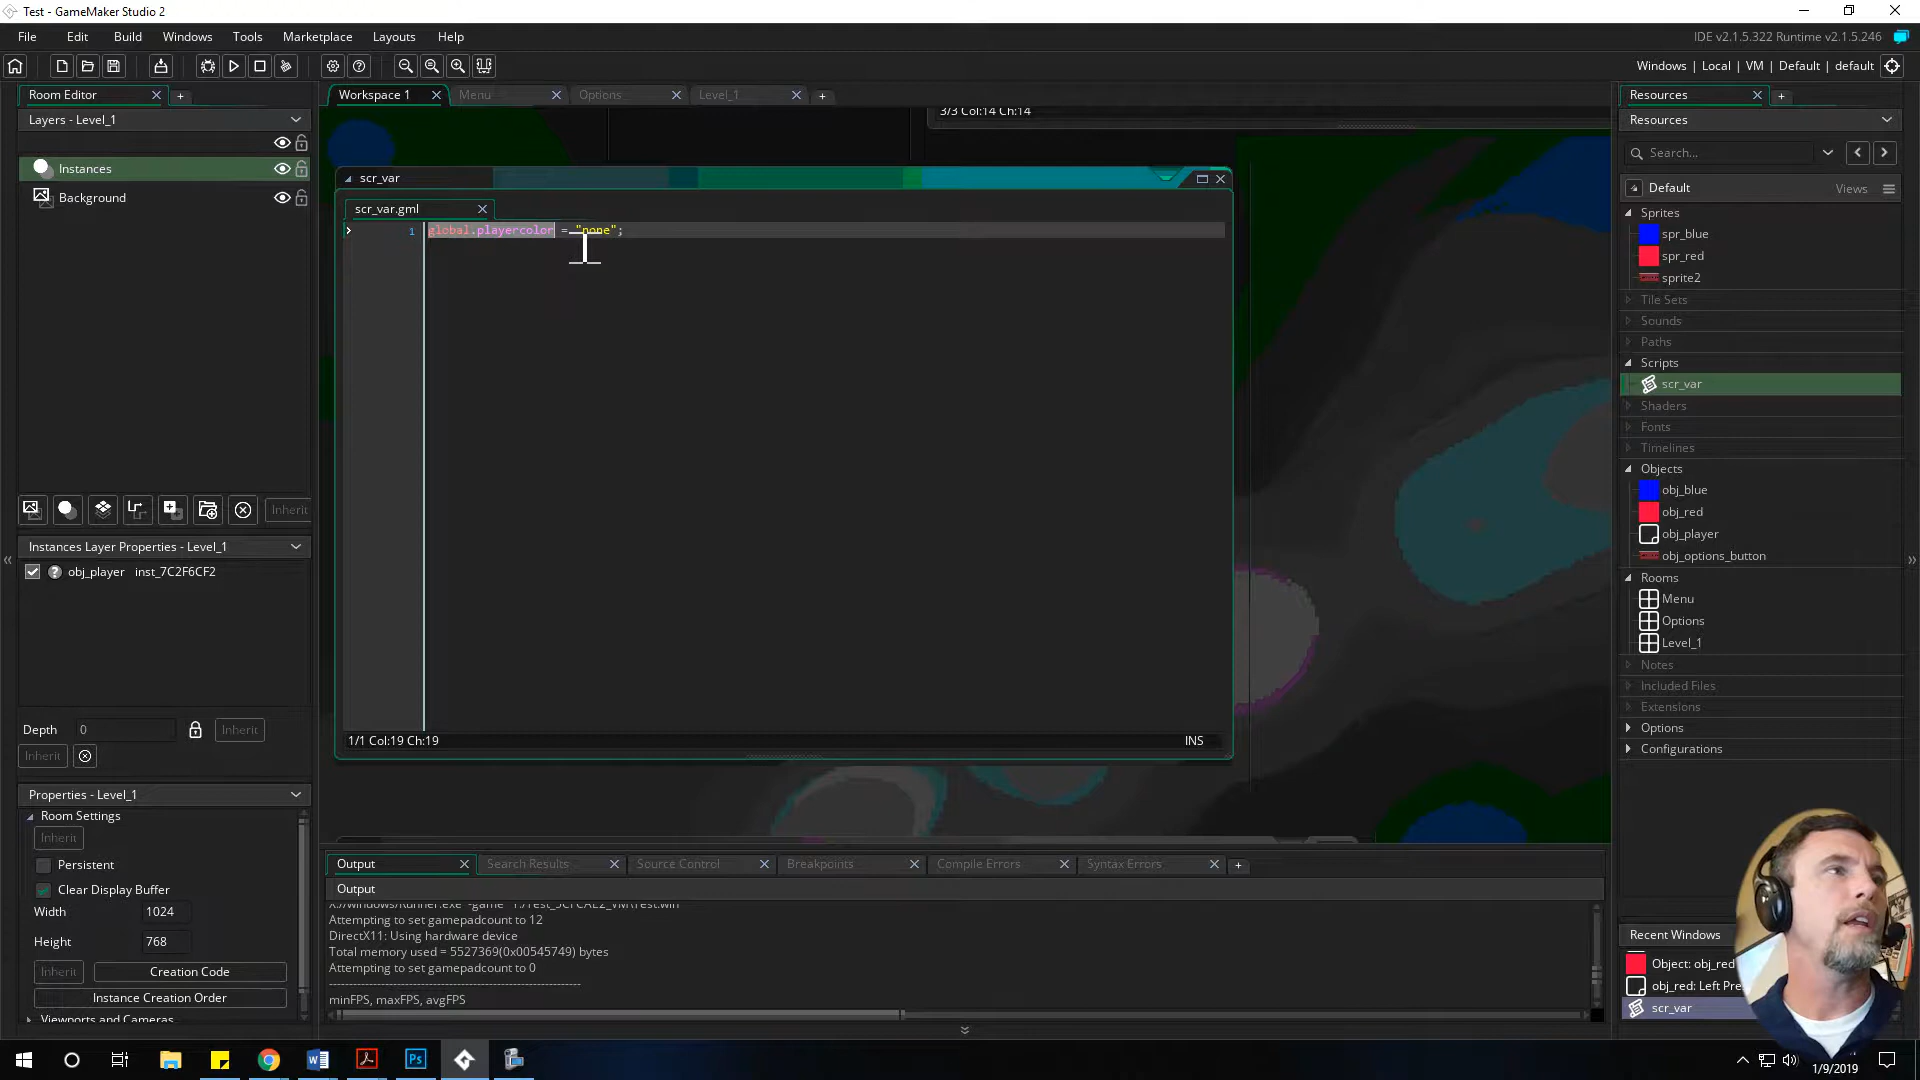 Test - GameMaker Studio 2
File Edit Build Windows Tools Marketplace Layouts Help
IDE v2.1.5.322 Runtime v2.1.5.246
Windows | Local | VM | Default | default
Room Editor
Workspace 1 Menu Options Level_1
Resources
Layers - Level_1
3/3 Col:14 Ch:14
Resources
Search...
Instances
Background
scr_var
scr_var.gml
1 global.playercolor = "none";
Default Views
Sprites
spr_blue
spr_red
sprite2
Tile Sets
Sounds
Paths
Scripts
scr_var
Shaders
Fonts
Timelines
Objects
obj_blue
obj_red
obj_player
obj_options_button
Rooms
Menu
Options
Level_1
Notes
Included Files
Extensions
Options
Configurations
Inherit
Instances Layer Properties - Level_1
obj_player inst_7C2F6CF2
Depth 0 Inherit
Inherit
1/1 Col:19 Ch:19 INS
Properties - Level_1
Room Settings
Inherit
Persistent
Clear Display Buffer
Width 1024
Height 768
Inherit Creation Code
Instance Creation Order
Viewports and Cameras
Output Search Results Source Control Breakpoints Compile Errors Syntax Errors
Output
Attempting to set gamepadcount to 12
DirectX11: Using hardware device
Total memory used = 5527369(0x00545749) bytes
Attempting to set gamepadcount to 0
minFPS, maxFPS, avgFPS
Recent Windows
Object: obj_red
obj_red: Left Pre
scr_var
1/9/2019